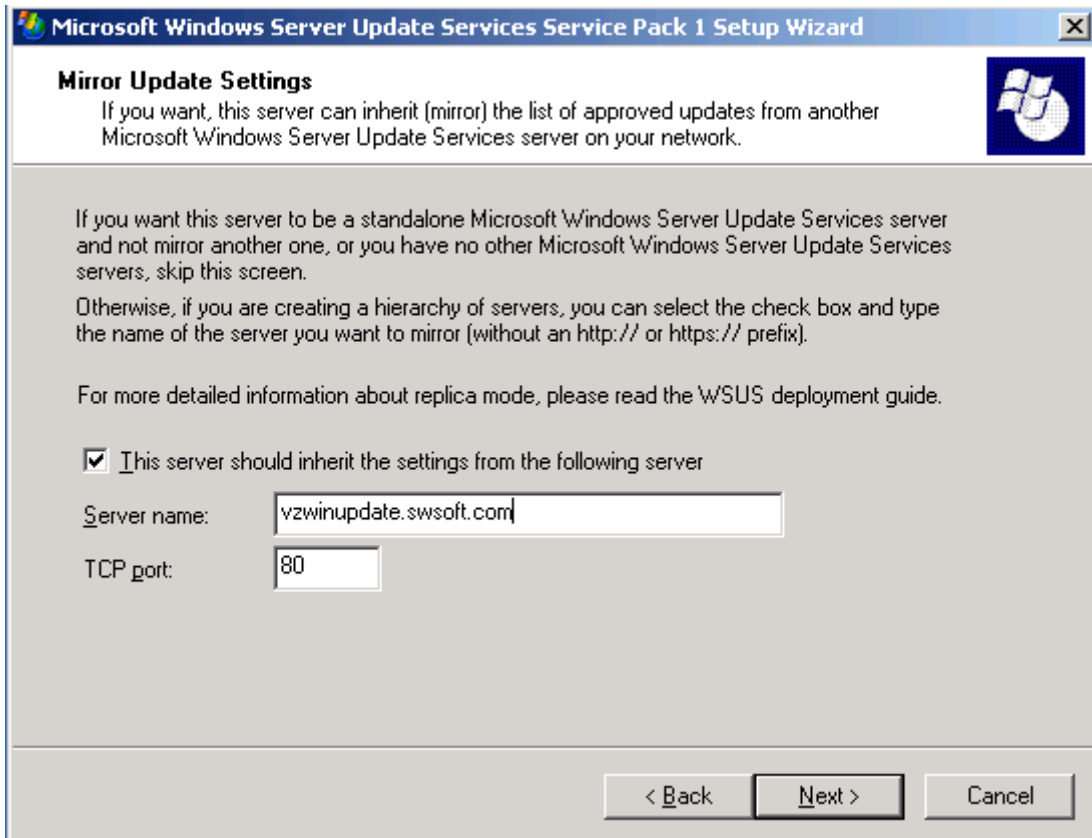 Microsoft Windows Server Update Services Service Pack 1 Setup Wizard
Mirror Update Settings
If you want, this server can inherit (mirror) the list of approved updates from another
Microsoft Windows Server Update Services server on your network.
If you want this server to be a standalone Microsoft Windows Server Update Services server
and not mirror another one, or you have no other Microsoft Windows Server Update Services
servers, skip this screen.
Otherwise, if you are creating a hierarchy of servers, you can select the check box and type
the name of the server you want to mirror (without an http:// or https:// prefix).
For more detailed information about replica mode, please read the WSUS deployment guide.
This server should inherit the settings from the following server
Server name: vzwinupdate.swsoft.com
TCP port: 80
< Back Next > Cancel